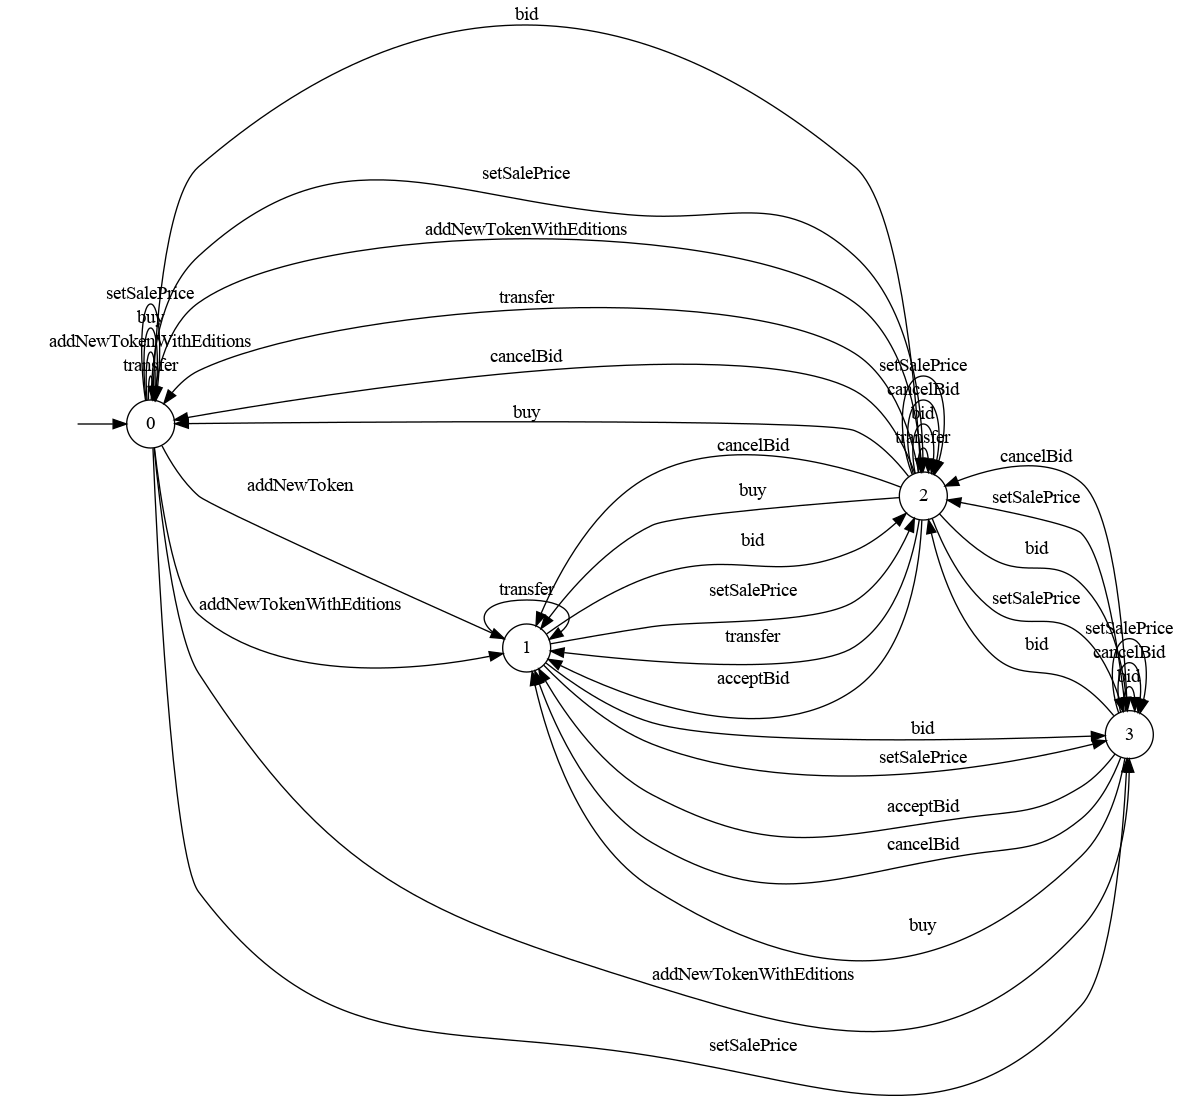 bid
setSalePrice
addNewTokenWithEditions
transfer
cancelBid
buy
setSalePrice
buy
addNewTokenWithEditions
transfer
0
addNewToken
addNewTokenWithEditions
setSalePrice
cancelBid
bid
transfer
2
cancelBid
buy
bid
setSalePrice
transfer
acceptBid
transfer
1
cancelBid
setSalePrice
bid
setSalePrice
bid
setSalePrice
cancelBid
bid
3
bid
setSalePrice
acceptBid
cancelBid
buy
addNewTokenWithEditions
setSalePrice